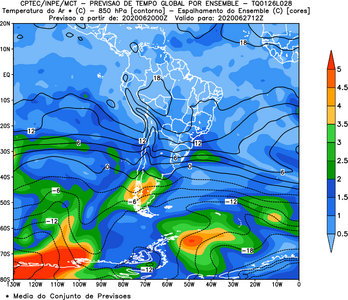 CPTEC/INPE/MCT - PREVISAO DE TEMPO GLOBAL POR ENSEMBLE - TQ0126L028
Temperatura do Ar * (C) - 850 hPa [contorno] - Espalhamento do Ensemble (C) [cores]
Previsao a partir de: 2020062000Z Valido para: 2020062712Z
20N
10N
EQ
10S
20S
30S
40S
50S
60S
70S
80S
130W 120W 110W 100W 90W 80W 70W 60W 50W 40W 30W 20W 10W 0
18
18
12
12
12
12
6
6
6
0
0
-6
-6
-12
-12
-12
-12
-18
5
4.5
4
3.5
3
2.5
2
1.5
1
0.5
* Media do Conjunto de Previsoes